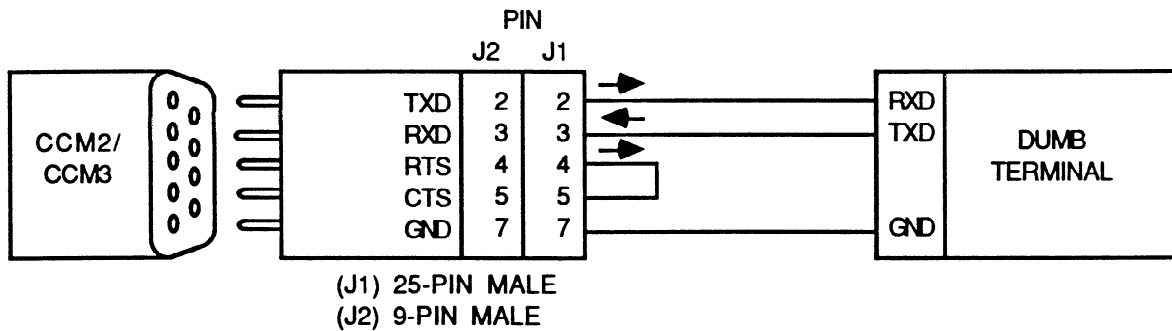 PIN
J2 J1
CCM2/
CCM3
TXD 2 2
RXD 3 3
RTS 4 4
CTS 5 5
GND 7 7
RXD
TXD
GND
DUMB
TERMINAL
(J1) 25-PIN MALE
(J2) 9-PIN MALE